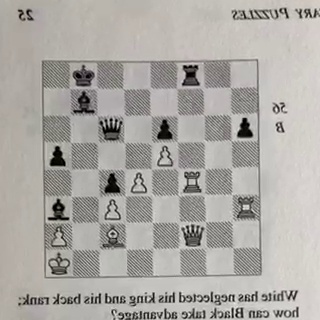 25
ARY PUZZLES
56
B
White has neglected his king and his back rank;
how can Black take advantage?